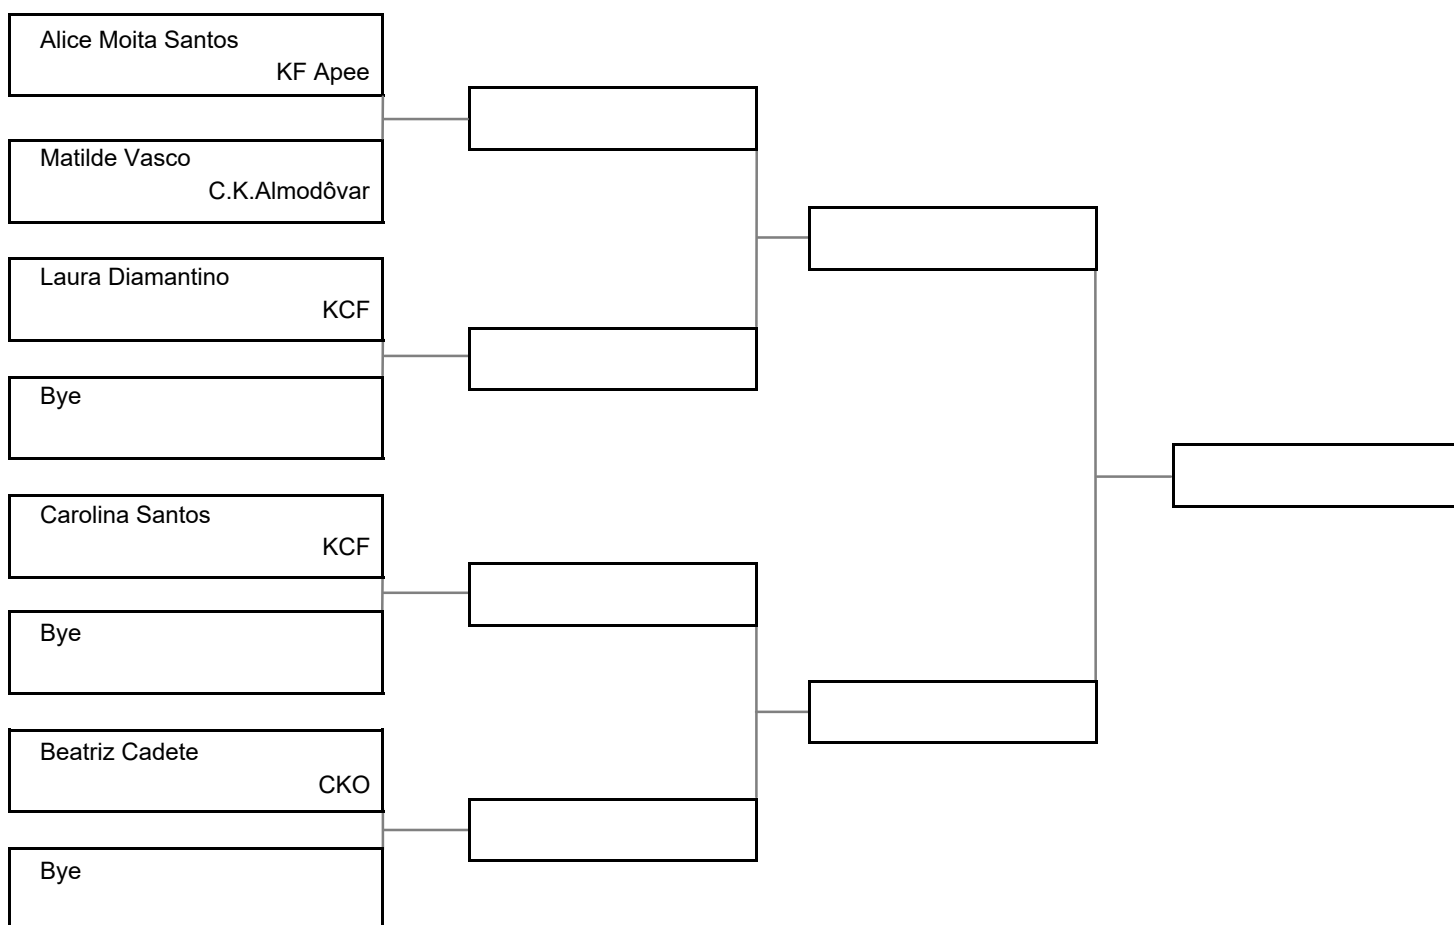 Alice Moita Santos
KF Apee
Matilde Vasco
C.K.Almodôvar
Laura Diamantino
KCF
Bye
Carolina Santos
KCF
Bye
Beatriz Cadete
CKO
Bye